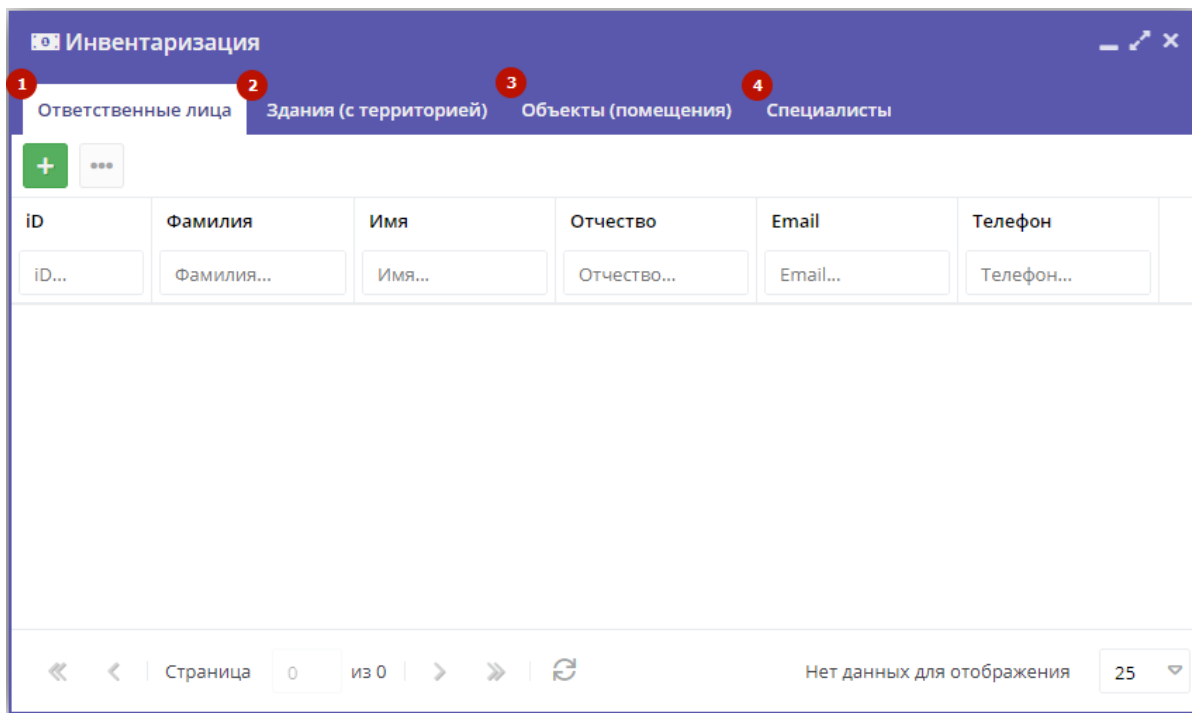 Инвентаризация
1 2 3 4
Ответственные лица Здания (с территорией) Объекты (помещения) Специалисты
iD Фамилия Имя Отчество Email Телефон
iD... Фамилия... Имя... Отчество... Email... Телефон...
Страница 0 из 0 Нет данных для отображения 25